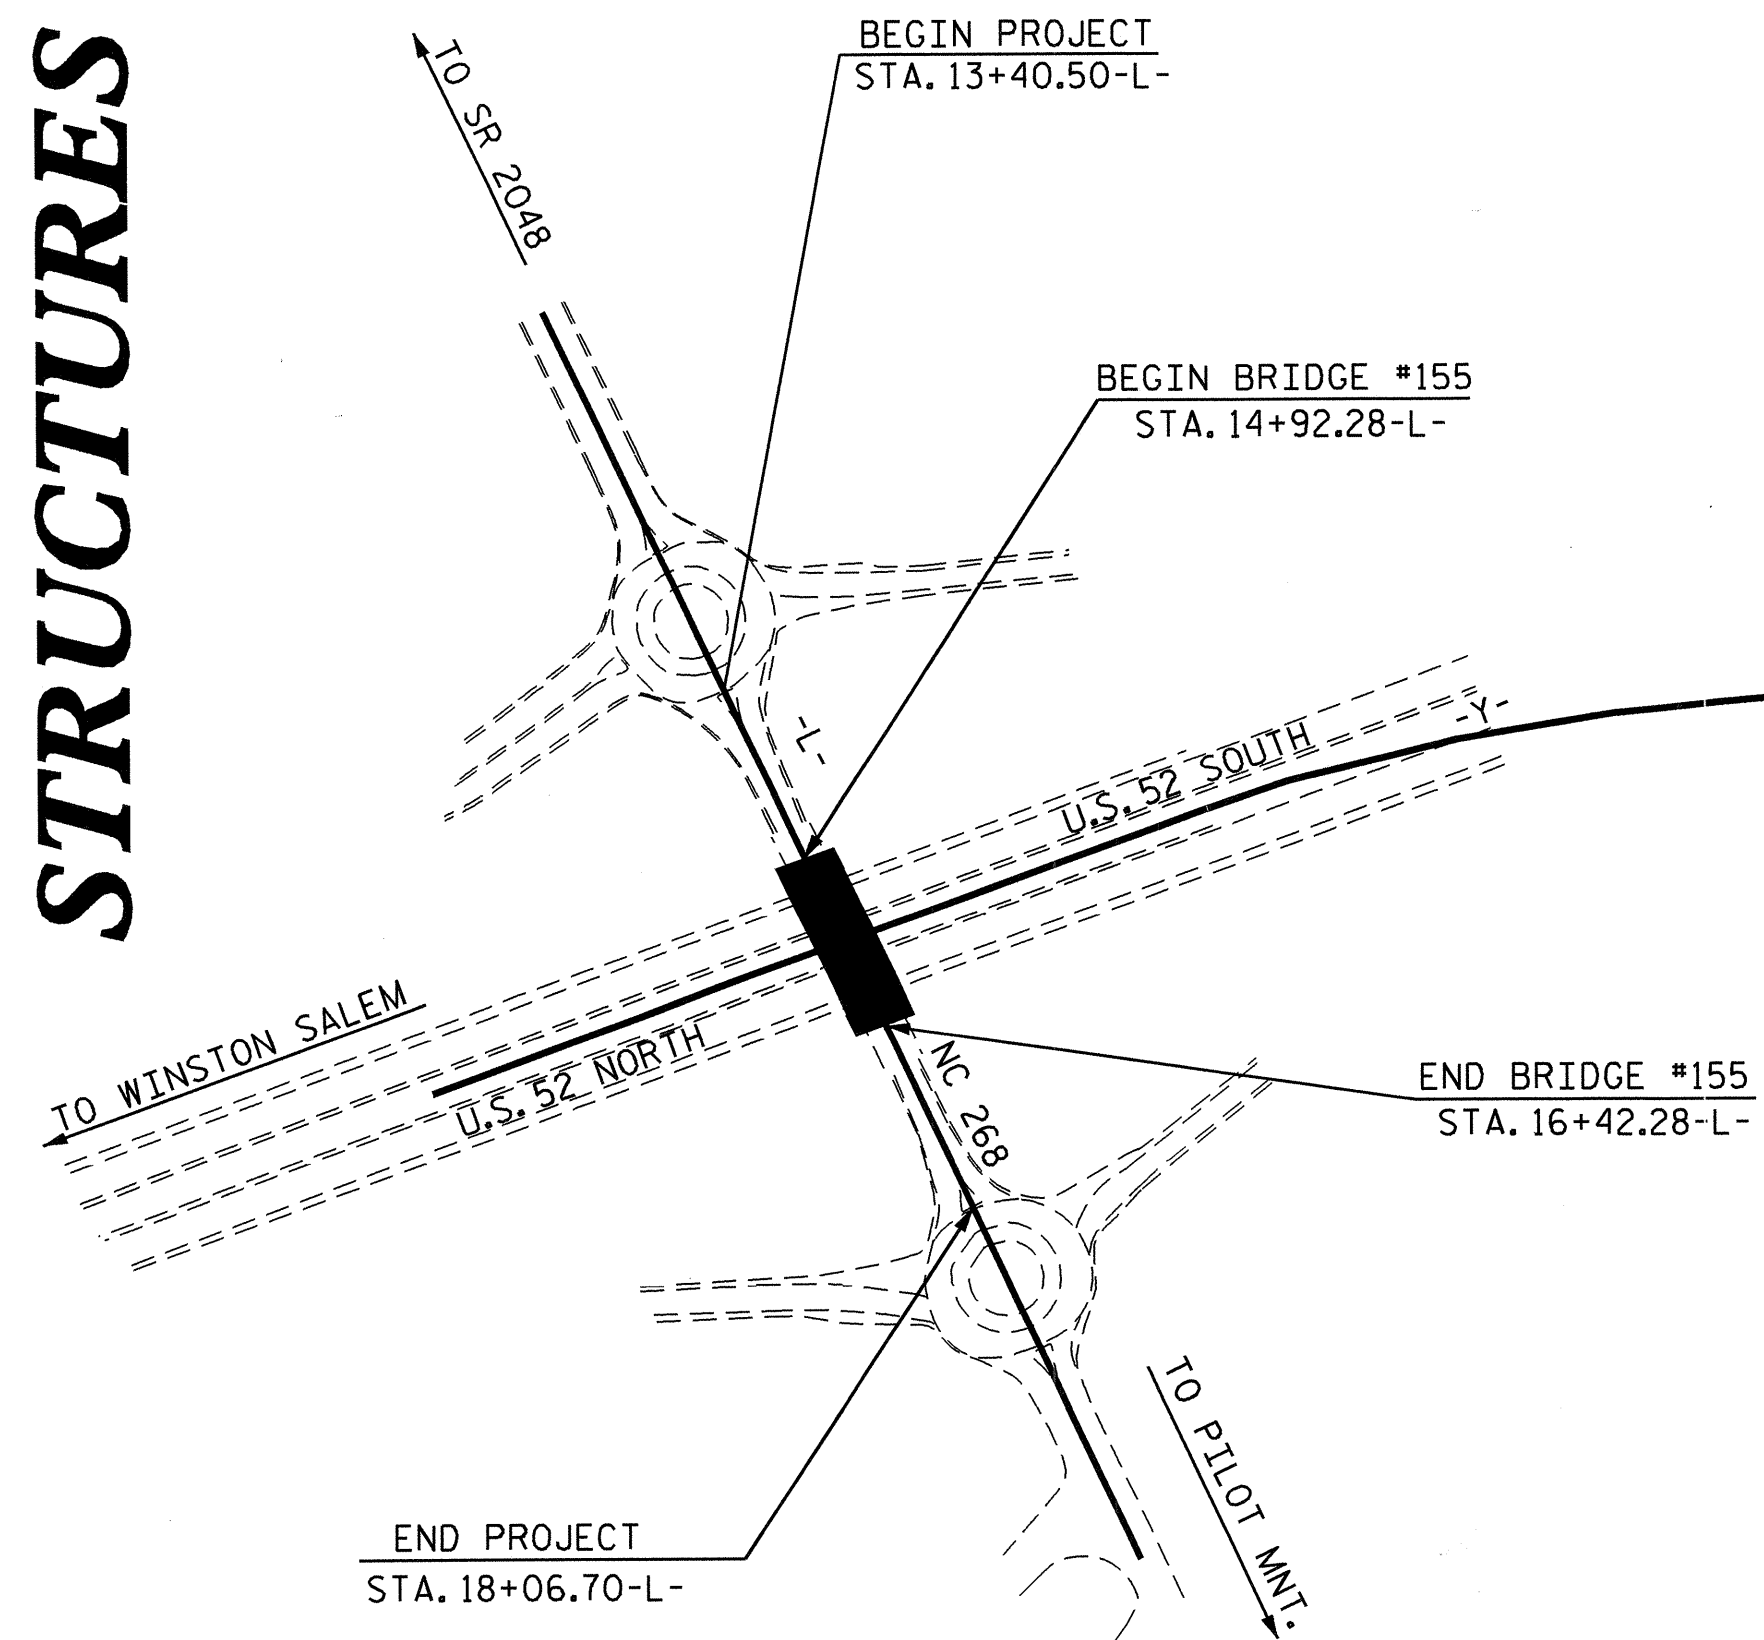 STRUCTURES
BEGIN PROJECT
STA. 13+40.50-L-
TO SR 2048
BEGIN BRIDGE #155
STA. 14+92.28-L-
-L-
-Y-
U.S. 52 SOUTH
TO WINSTON SALEM
U.S. 52 NORTH
NC 268
END BRIDGE #155
STA. 16+42.28-L-
TO PILOT MNT.
END PROJECT
STA. 18+06.70-L-